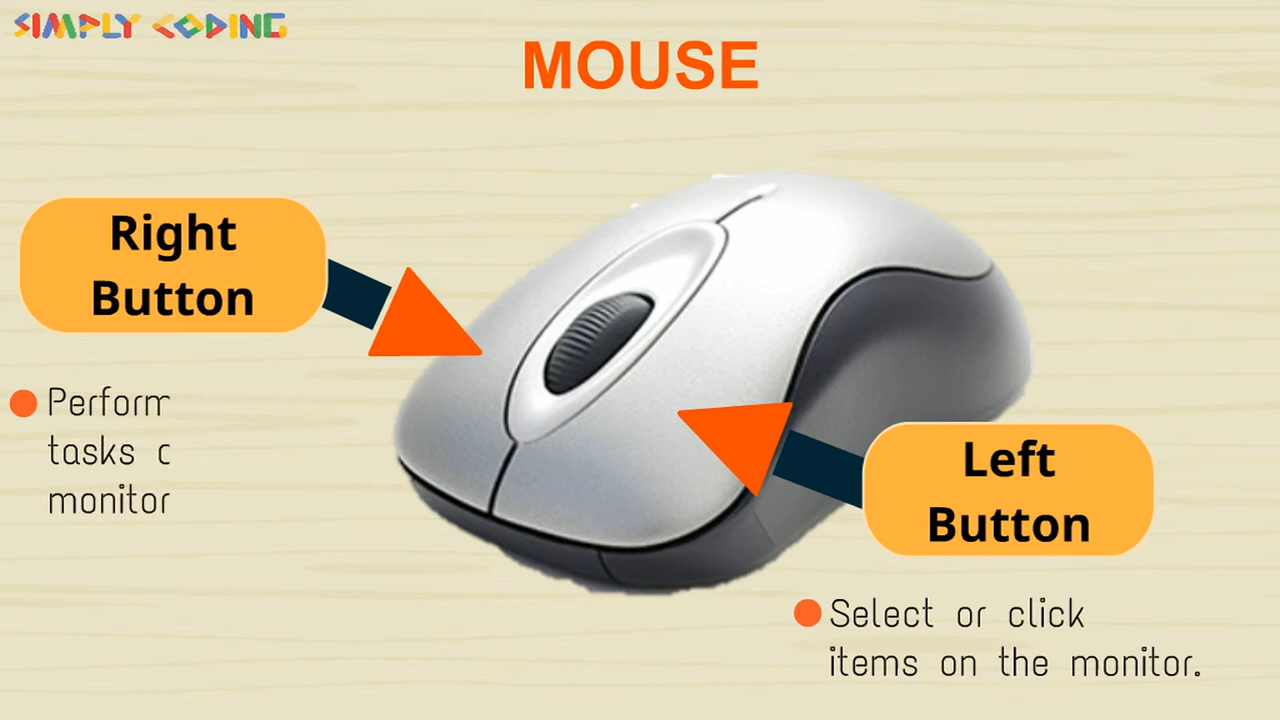 SIMPLY CODING
MOUSE
Right
Button
Perform
tasks
monitor
Left
Button
Select or click
items on the monitor.